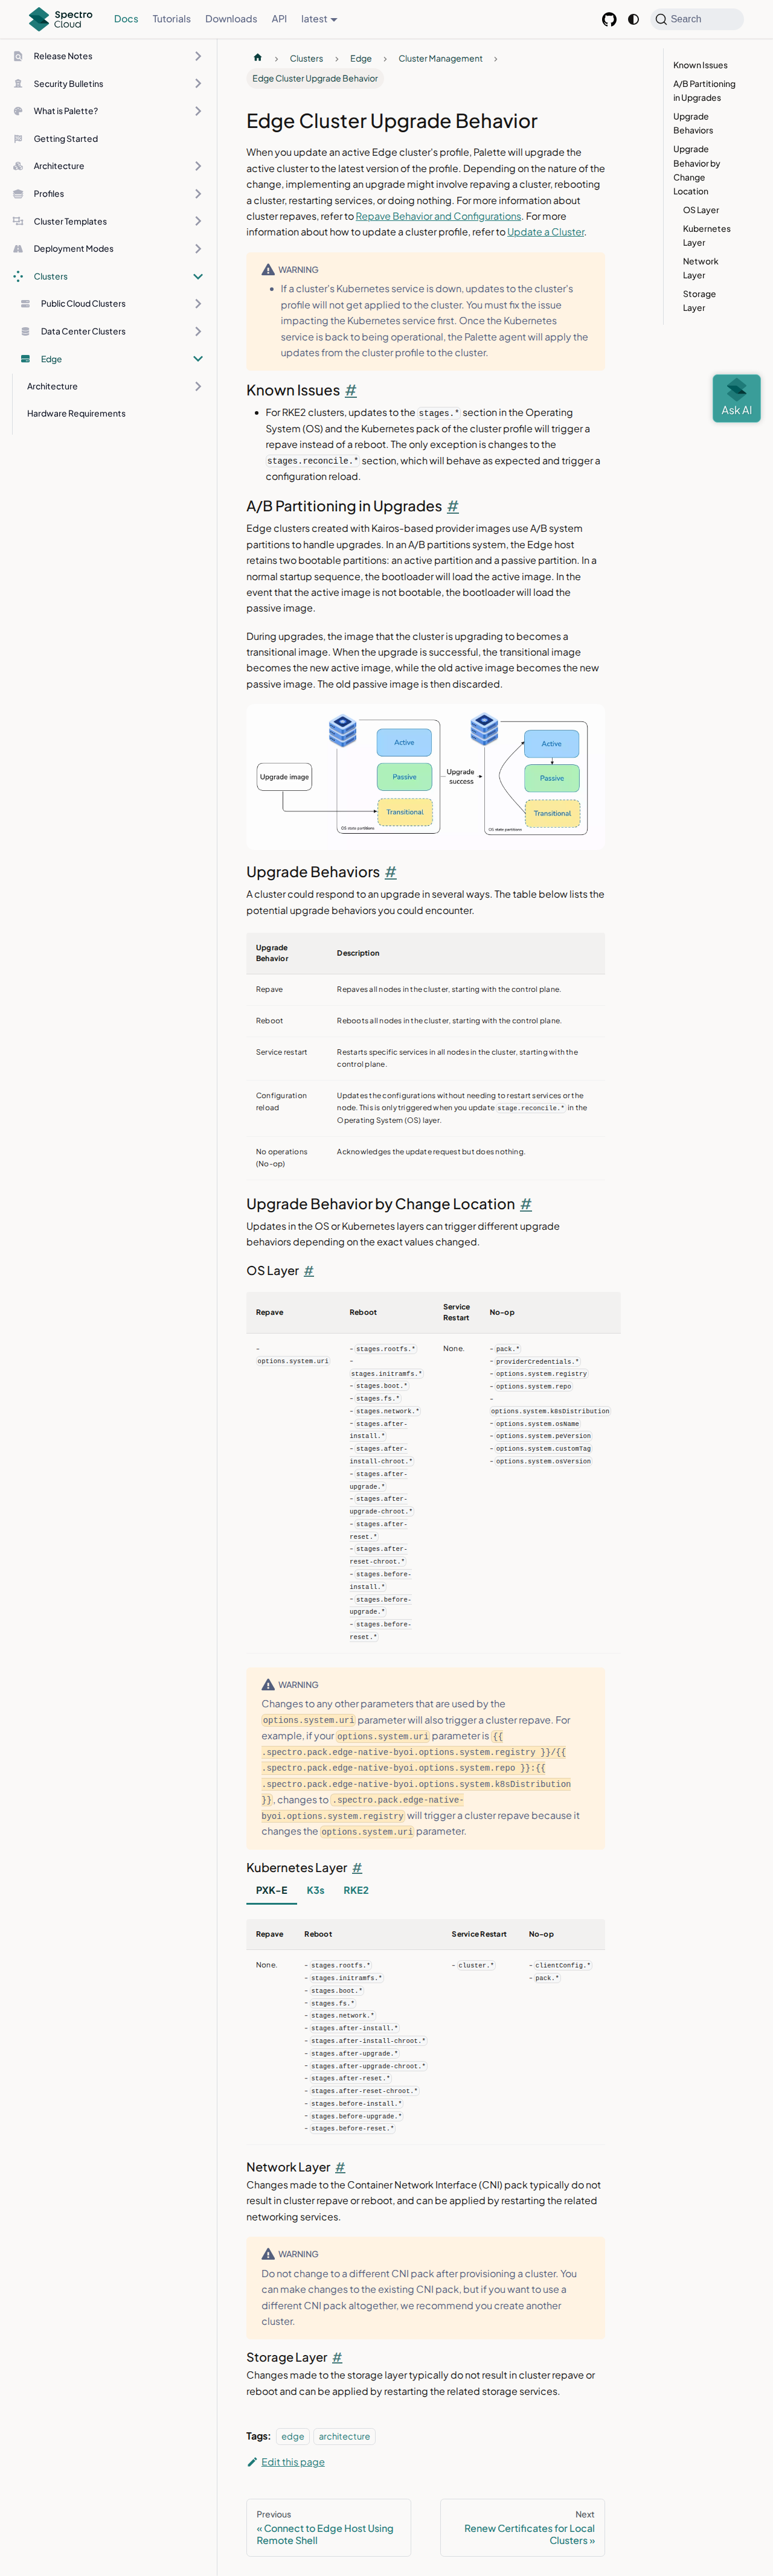 Spectro Cloud
Docs
Tutorials
Downloads
API
latest
Search
Release Notes
Security Bulletins
What is Palette?
Getting Started
Architecture
Profiles
Cluster Templates
Deployment Modes
Clusters
Public Cloud Clusters
Data Center Clusters
Edge
Architecture
Hardware Requirements
Clusters
Edge
Cluster Management
Edge Cluster Upgrade Behavior
Edge Cluster Upgrade Behavior
When you update an active Edge cluster's profile, Palette will upgrade the
active cluster to the latest version of the profile. Depending on the nature of the
change, implementing an upgrade might involve repaving a cluster, rebooting
a cluster, restarting services, or doing nothing. For more information about
cluster repaves, refer to Repave Behavior and Configurations. For more
information about how to update a cluster profile, refer to Update a Cluster.
WARNING
• If a cluster's Kubernetes service is down, updates to the cluster's
profile will not get applied to the cluster. You must fix the issue
impacting the Kubernetes service first. Once the Kubernetes
service is back to being operational, the Palette agent will apply the
updates from the cluster profile to the cluster.
Known Issues #
• For RKE2 clusters, updates to the stages.* section in the Operating
System (OS) and the Kubernetes pack of the cluster profile will trigger a
repave instead of a reboot. The only exception is changes to the
stages.reconcile.* section, which will behave as expected and trigger a
configuration reload.
A/B Partitioning in Upgrades #
Edge clusters created with Kairos-based provider images use A/B system
partitions to handle upgrades. In an A/B partitions system, the Edge host
retains two bootable partitions: an active partition and a passive partition. In a
normal startup sequence, the bootloader will load the active image. In the
event that the active image is not bootable, the bootloader will load the
passive image.
During upgrades, the image that the cluster is upgrading to becomes a
transitional image. When the upgrade is successful, the transitional image
becomes the new active image, while the old active image becomes the new
passive image. The old passive image is then discarded.
Upgrade image
Active
Passive
Transitional
OS state partitions
Upgrade success
Active
Passive
Transitional
OS state partitions
Upgrade Behaviors #
A cluster could respond to an upgrade in several ways. The table below lists the
potential upgrade behaviors you could encounter.
Upgrade Behavior
Description
Repave
Repaves all nodes in the cluster, starting with the control plane.
Reboot
Reboots all nodes in the cluster, starting with the control plane.
Service restart
Restarts specific services in all nodes in the cluster, starting with the
control plane.
Configuration reload
Updates the configurations without needing to restart services or the
node. This is only triggered when you update stage.reconcile.* in the
Operating System (OS) layer.
No operations (No-op)
Acknowledges the update request but does nothing.
Upgrade Behavior by Change Location #
Updates in the OS or Kubernetes layers can trigger different upgrade
behaviors depending on the exact values changed.
OS Layer #
Repave
Reboot
Service Restart
No-op
- options.system.uri
- stages.rootfs.*
- stages.initramfs.*
- stages.boot.*
- stages.fs.*
- stages.network.*
- stages.after-install.*
- stages.after-install-chroot.*
- stages.after-upgrade.*
- stages.after-upgrade-chroot.*
- stages.after-reset.*
- stages.after-reset-chroot.*
- stages.before-install.*
- stages.before-upgrade.*
- stages.before-reset.*
None.
- pack.*
- providerCredentials.*
- options.system.registry
- options.system.repo
- options.system.k8sDistribution
- options.system.osName
- options.system.peVersion
- options.system.customTag
- options.system.osVersion
WARNING
Changes to any other parameters that are used by the
options.system.uri parameter will also trigger a cluster repave. For
example, if your options.system.uri parameter is {{
.spectro.pack.edge-native-byoi.options.system.registry }}/{{
.spectro.pack.edge-native-byoi.options.system.repo }}:{{
.spectro.pack.edge-native-byoi.options.system.k8sDistribution
}}, changes to .spectro.pack.edge-native-
byoi.options.system.registry will trigger a cluster repave because it
changes the options.system.uri parameter.
Kubernetes Layer #
PXK-E
K3s
RKE2
Repave
Reboot
Service Restart
No-op
None.
- stages.rootfs.*
- stages.initramfs.*
- stages.boot.*
- stages.fs.*
- stages.network.*
- stages.after-install.*
- stages.after-install-chroot.*
- stages.after-upgrade.*
- stages.after-upgrade-chroot.*
- stages.after-reset.*
- stages.after-reset-chroot.*
- stages.before-install.*
- stages.before-upgrade.*
- stages.before-reset.*
- cluster.*
- clientConfig.*
- pack.*
Network Layer #
Changes made to the Container Network Interface (CNI) pack typically do not
result in cluster repave or reboot, and can be applied by restarting the related
networking services.
WARNING
Do not change to a different CNI pack after provisioning a cluster. You
can make changes to the existing CNI pack, but if you want to use a
different CNI pack altogether, we recommend you create another
cluster.
Storage Layer #
Changes made to the storage layer typically do not result in cluster repave or
reboot and can be applied by restarting the related storage services.
Tags:
edge
architecture
Edit this page
Previous
« Connect to Edge Host Using
Remote Shell
Next
Renew Certificates for Local
Clusters »
Known Issues
A/B Partitioning
in Upgrades
Upgrade
Behaviors
Upgrade
Behavior by
Change
Location
OS Layer
Kubernetes
Layer
Network
Layer
Storage
Layer
Ask AI